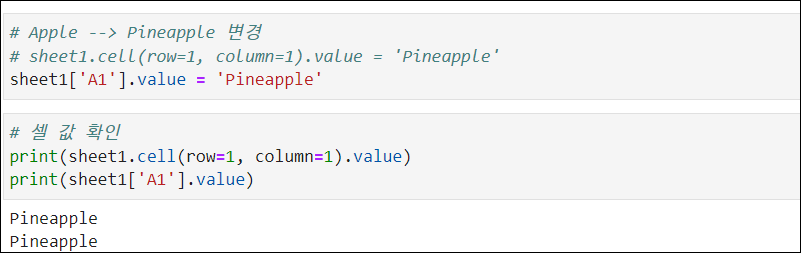 # Apple --> Pineapple 변경
# sheet1.cell(row=1, column=1).value = 'Pineapple'
sheet1['A1'].value = 'Pineapple'
# 셀 값 확인
print(sheet1.cell(row=1, column=1).value)
print(sheet1['A1'].value)
Pineapple
Pineapple